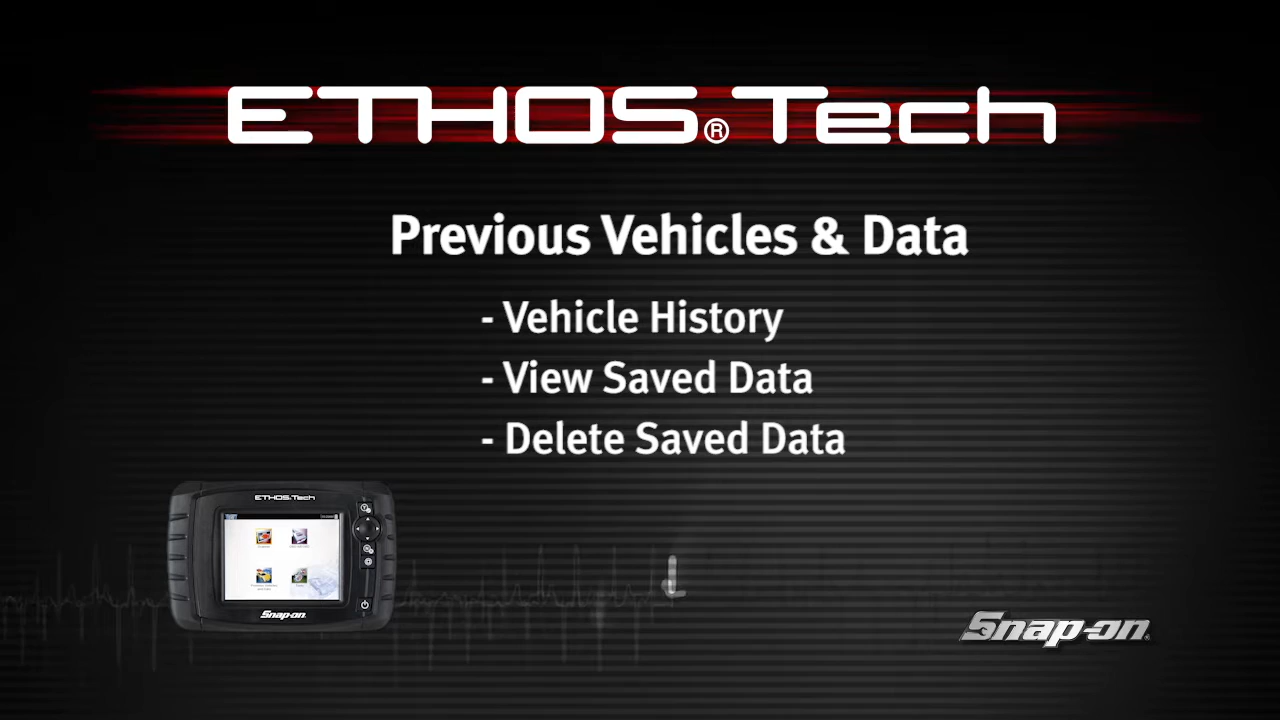 ETHOS® Tech
Previous Vehicles & Data
- Vehicle History
- View Saved Data
- Delete Saved Data
ETHOS® Tech
Snap-on
Snap-on®